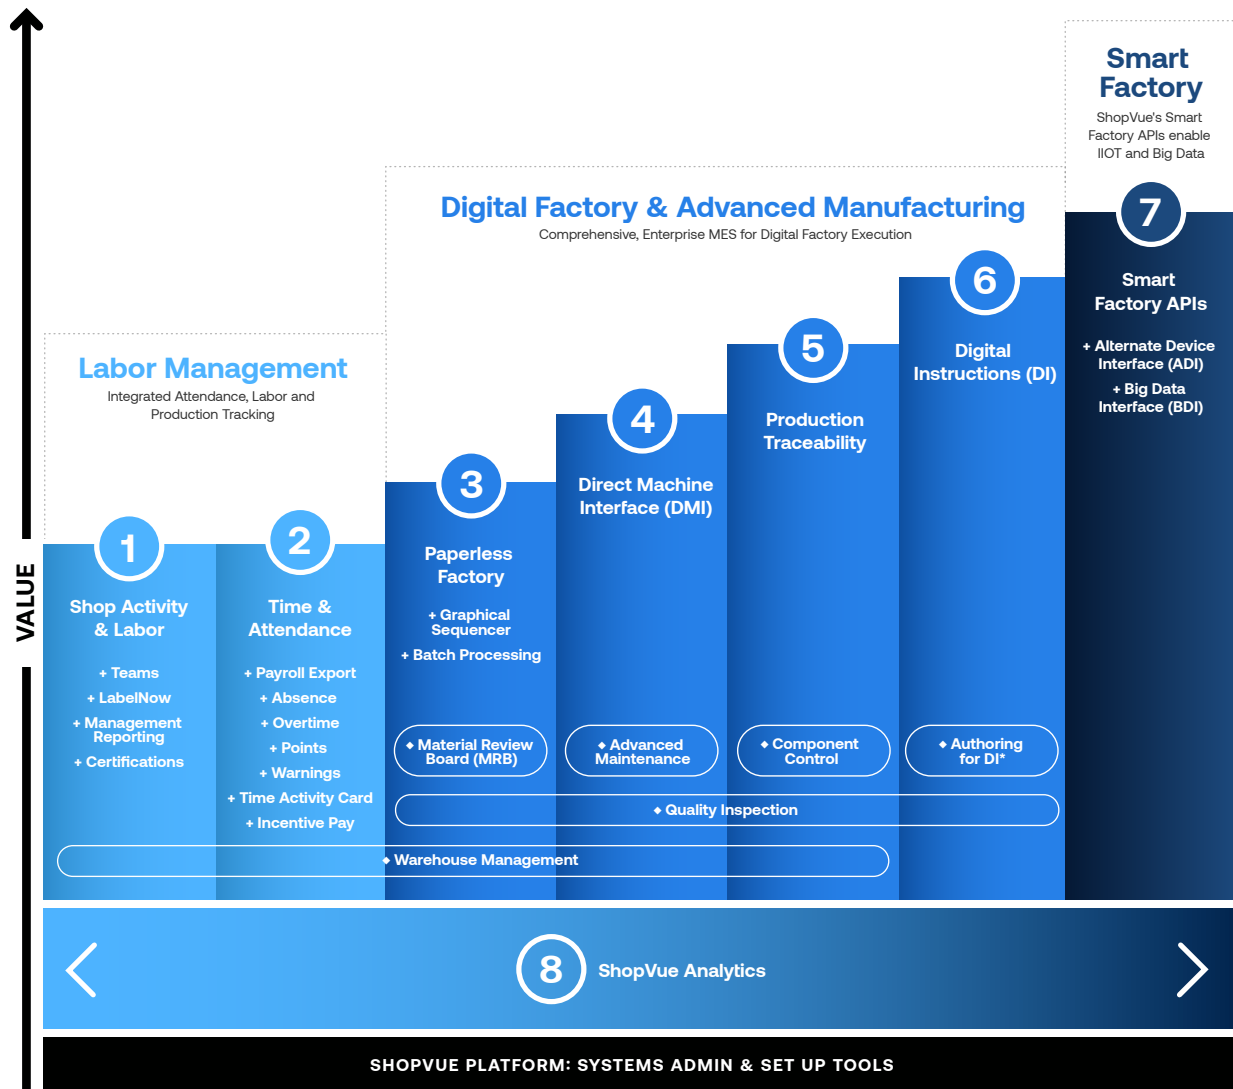 Smart
Factory
ShopVue's Smart
Factory APIs enable
IIOT and Big Data
Digital Factory & Advanced Manufacturing
Comprehensive, Enterprise MES for Digital Factory Execution
Labor Management
Integrated Attendance, Labor and
Production Tracking
VALUE
1
Shop Activity
& Labor
+ Teams
+ LabelNow
+ Management
Reporting
+ Certifications
2
Time &
Attendance
+ Payroll Export
+ Absence
+ Overtime
+ Points
+ Warnings
+ Time Activity Card
+ Incentive Pay
3
Paperless
Factory
+ Graphical
Sequencer
+ Batch Processing
◆ Material Review
Board (MRB)
4
Direct Machine
Interface (DMI)
◆ Advanced
Maintenance
5
Production
Traceability
◆ Component
Control
6
Digital
Instructions (DI)
◆ Authoring
for DI*
7
Smart
Factory APIs
+ Alternate Device
Interface (ADI)
+ Big Data
Interface (BDI)
◆ Quality Inspection
◆ Warehouse Management
8 ShopVue Analytics
SHOPVUE PLATFORM: SYSTEMS ADMIN & SET UP TOOLS